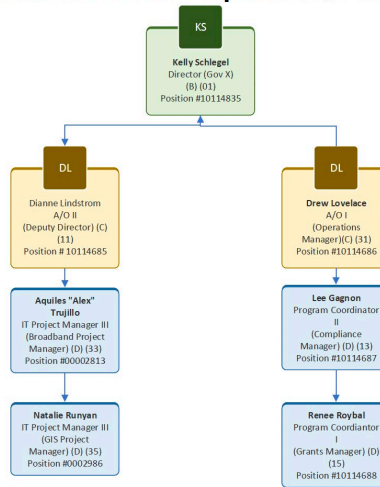 KS
Kelly Schlegel
Director (Gov X)
(B) (01)
Position #10114835
DL
Dianne Lindstrom
A/O II
(Deputy Director) (C)
(11)
Position # 10114685
DL
Drew Lovelace
A/O I
(Operations
Manager)(C) (31)
Position #10114686
Aquiles "Alex"
Trujillo
IT Project Manager III
(Broadband Project
Manager) (D) (33)
Position #00002813
Lee Gagnon
Program Coordinator
II
(Compliance
Manager) (D) (13)
Position #10114687
Natalie Runyan
IT Project Manager III
(GIS Project
Manager) (D) (35)
Position #0002986
Renee Roybal
Program Coordiantor
I
(Grants Manager) (D)
(15)
Position #10114688